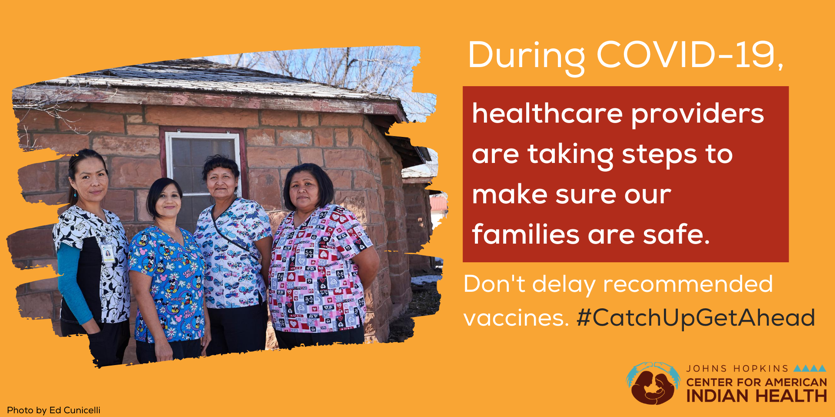 During COVID-19,
healthcare providers
are taking steps to
make sure our
families are safe.
Don't delay recommended
vaccines. #CatchUpGetAhead
JOHNS HOPKINS
CENTER FOR AMERICAN
INDIAN HEALTH
Photo by Ed Cunicelli